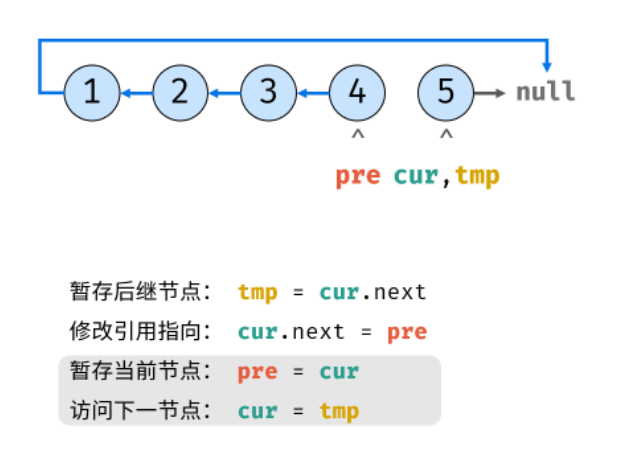 1 2 3 4 5 null
^ ^
pre cur,tmp
暂存后继节点： tmp = cur.next
修改引用指向： cur.next = pre
暂存当前节点： pre = cur
访问下一节点： cur = tmp